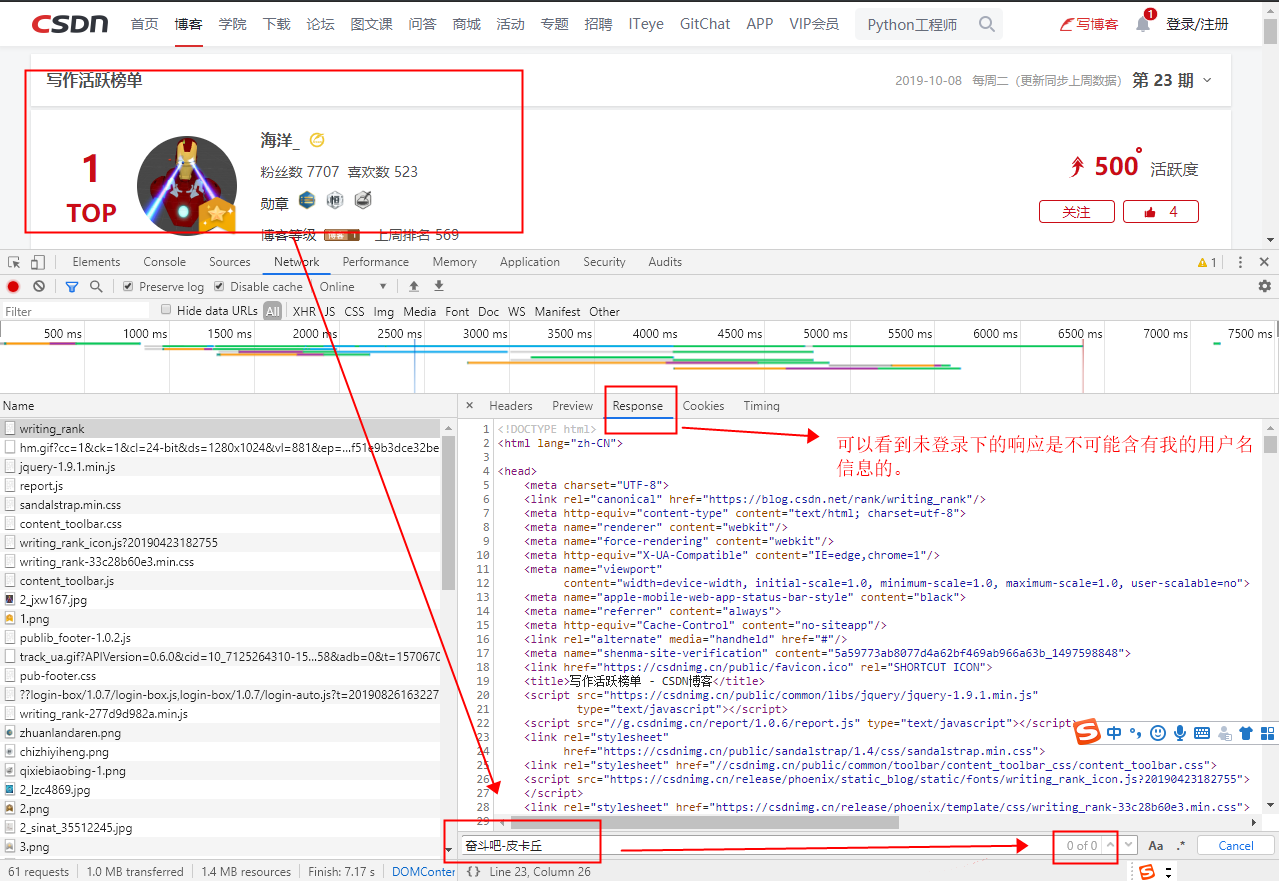 CSDN 首页 博客 学院 下载 论坛 图文课 问答 商城 活动 专题 招聘 ITeye GitChat APP VIP会员 Python工程师 写博客 1 登录/注册
写作活跃榜单 2019-10-08 每周二（更新同步上周数据） 第 23 期
1
TOP
海洋_
粉丝数 7707 喜欢数 523
勋章
博客等级 上周排名 569
500° 活跃度
关注 4
Elements Console Sources Network Performance Memory Application Security Audits 1
Preserve log Disable cache Online
Filter Hide data URLs All XHR JS CSS Img Media Font Doc WS Manifest Other
500 ms 1000 ms 1500 ms 2000 ms 2500 ms 3000 ms 3500 ms 4000 ms 4500 ms 5000 ms 5500 ms 6000 ms 6500 ms 7000 ms 7500 ms
Name
writing_rank
hm.gif?cc=1&ck=1&cl=24-bit&ds=1280x1024&vl=881&ep=...f51e9b3dce32be
jquery-1.9.1.min.js
report.js
sandalstrap.min.css
content_toolbar.css
writing_rank_icon.js?20190423182755
writing_rank-33c28b60e3.min.css
content_toolbar.js
2_jxw167.jpg
1.png
publib_footer-1.0.2.js
track_ua.gif?APIVersion=0.6.0&cid=10_7125264310-15...58&adb=0&t=157067
pub-footer.css
??login-box/1.0.7/login-box.js,login-box/1.0.7/login-auto.js?t=20190826163227
writing_rank-277d9d982a.min.js
zhuanlandaren.png
chizhiyiheng.png
qixiebiaobing-1.png
2_lzc4869.jpg
2.png
2_sinat_35512245.jpg
3.png
61 requests 1.0 MB transferred 1.4 MB resources Finish: 7.17 s DOMConter
× Headers Preview Response Cookies Timing
可以看到未登录下的响应是不可能含有我的用户名
信息的。
1 <!DOCTYPE html>
2 <html lang="zh-CN">
3
4 <head>
5 <meta charset="UTF-8">
6 <link rel="canonical" href="https://blog.csdn.net/rank/writing_rank"/>
7 <meta http-equiv="content-type" content="text/html; charset=utf-8">
8 <meta name="renderer" content="webkit"/>
9 <meta name="force-rendering" content="webkit"/>
10 <meta http-equiv="X-UA-Compatible" content="IE=edge,chrome=1"/>
11 <meta name="viewport"
12 content="width=device-width, initial-scale=1.0, minimum-scale=1.0, maximum-scale=1.0, user-scalable=no">
13 <meta name="apple-mobile-web-app-status-bar-style" content="black">
14 <meta name="referrer" content="always">
15 <meta http-equiv="Cache-Control" content="no-siteapp"/>
16 <link rel="alternate" media="handheld" href="#"/>
17 <meta name="shenma-site-verification" content="5a59773ab8077d4a62bf469ab966a63b_1497598848">
18 <link href="https://csdnimg.cn/public/favicon.ico" rel="SHORTCUT ICON">
19 <title>写作活跃榜单 - CSDN博客</title>
20 <script src="https://csdnimg.cn/public/common/libs/jquery/jquery-1.9.1.min.js"
21 type="text/javascript"></script>
22 <script src="//g.csdnimg.cn/report/1.0.6/report.js" type="text/javascript"></script>
23 <link rel="stylesheet"
24 href="https://csdnimg.cn/public/sandalstrap/1.4/css/sandalstrap.min.css">
25 <link rel="stylesheet" href="//csdnimg.cn/public/common/toolbar/content_toolbar_css/content_toolbar.css">
26 <script src="https://csdnimg.cn/release/phoenix/static_blog/static/fonts/writing_rank_icon.js?20190423182755">
27 </script>
28 <link rel="stylesheet" href="https://csdnimg.cn/release/phoenix/template/css/writing_rank-33c28b60e3.min.css">
29
奋斗吧-皮卡丘 0 of 0 Aa .* Cancel
{} Line 23, Column 26
中